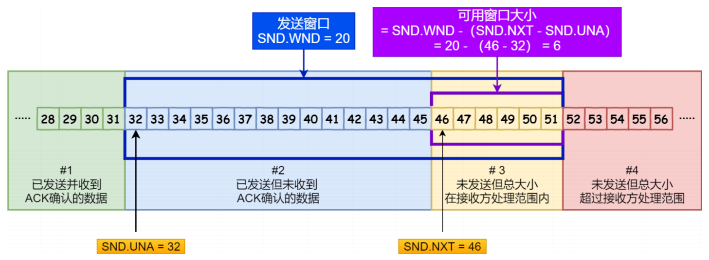 发送窗口
SND.WND = 20
可用窗口大小
= SND.WND -（SND.NXT - SND.UNA）
= 20 - （46 – 32） = 6
..... 28 29 30 31 32 33 34 35 36 37 38 39 40 41 42 43 44 45 46 47 48 49 50 51 52 53 54 55 56 .....
#1
已发送并收到
ACK确认的数据
#2
已发送但未收到
ACK确认的数据
# 3
未发送但总大小
在接收方处理范围内
#4
未发送但总大小
超过接收方处理范围
SND.UNA = 32
SND.NXT = 46